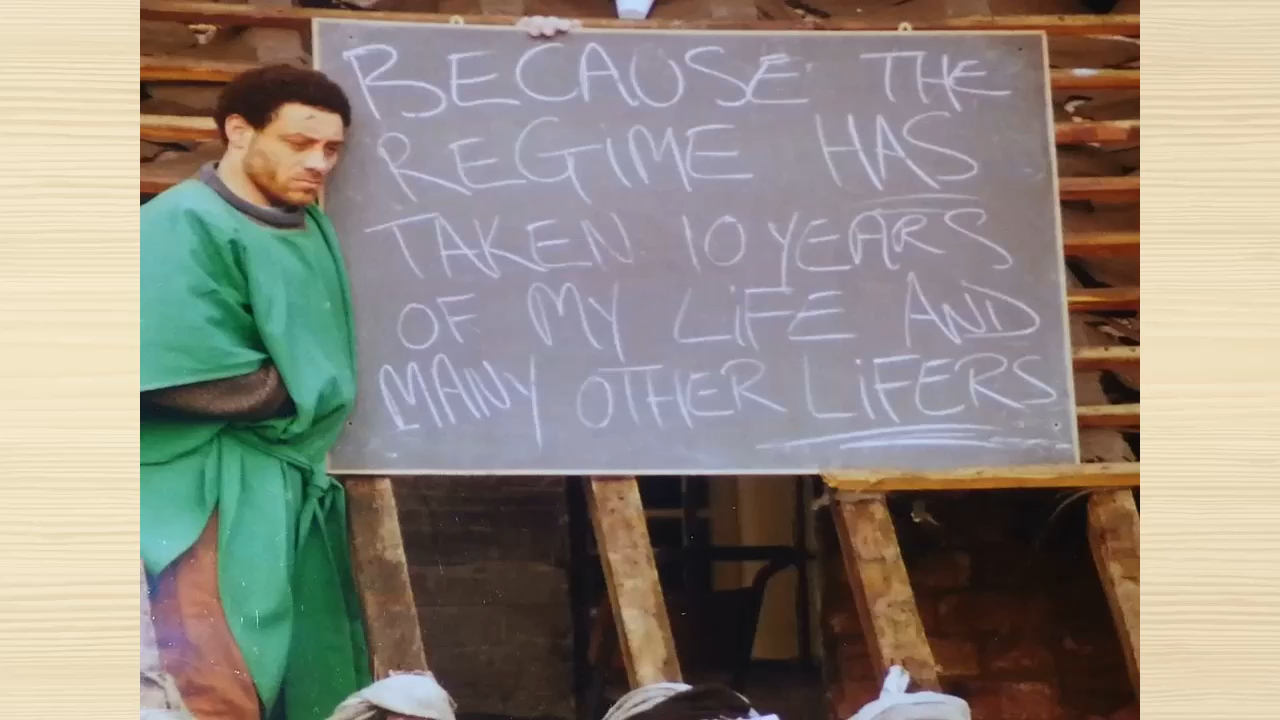 BECAUSE THE
REGIME HAS
TAKEN 10 YEARS
OF MY LIFE AND
MANY OTHER LIFERS